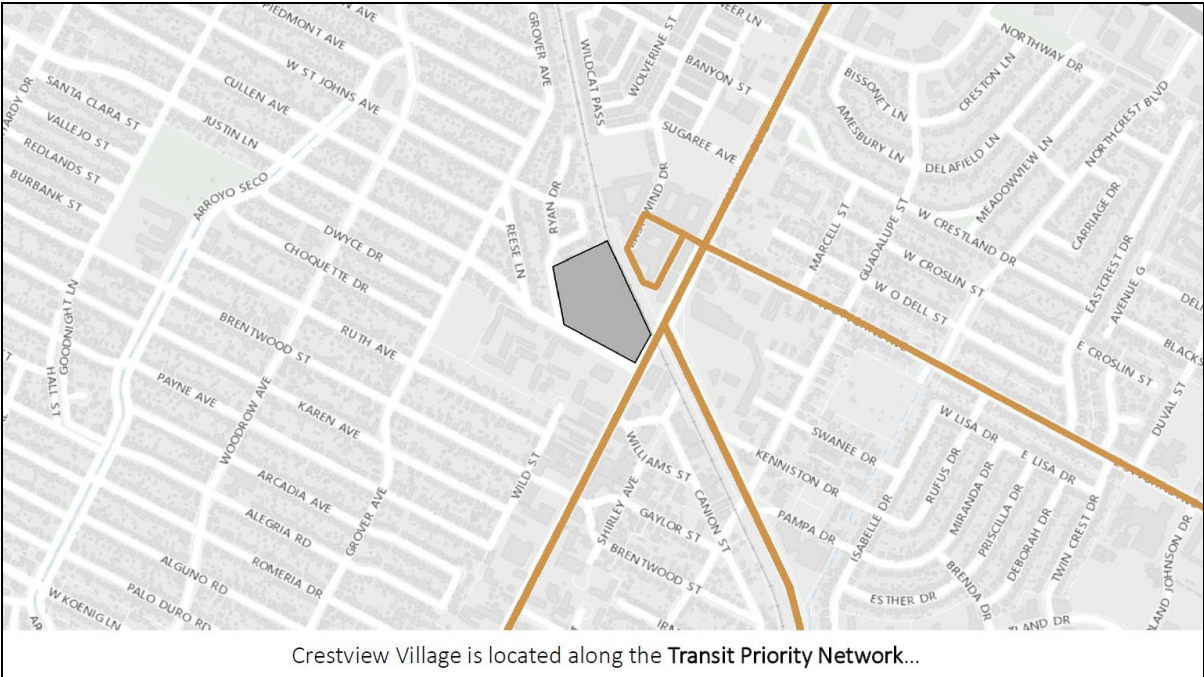 GROVER AVE
PIEDMONT AVE
W ST JOHNS AVE
CULLEN AVE
JUSTIN LN
SANTA CLARA ST
VALLEJO ST
REDLANDS ST
BURBANK ST
HARDY DR
ARROYO SECO
WILDCAT PASS
WOLVERINE ST
BANYON ST
SUGAREE AVE
NORTHWAY DR
BISSONET LN
CRESTON LN
AMESBURY LN
DELAFIELD LN
MEADOWVIEW LN
NORTHCREST BLVD
CARRIAGE DR
EASTCREST DR
AVENUE G
W CRESTLAND DR
W CROSLIN ST
W O DELL ST
MARCELL ST
GUADALUPE ST
RYAN DR
REESE LN
DWYCE DR
CHOQUETTE DR
RUTH AVE
BRENTWOOD ST
GOODNIGHT LN
HALL ST
PAYNE AVE
WOODROW AVE
KAREN AVE
ARCADIA AVE
ALEGRIA RD
ROMERIA DR
GROVER AVE
ALGUNO RD
PALO DURO RD
W KOENIG LN
WILD ST
WILLIAMS ST
SHIRLEY AVE
CANION ST
GAYLOR ST
BRENTWOOD ST
E CROSLIN ST
DUVAL ST
W LISA DR
E LISA DR
SWANEE DR
KENNISTON DR
PAMPA DR
ISABELLE DR
RUFUS DR
MIRANDA DR
PRISCILLA DR
DEBORAH DR
TWIN CREST DR
BRENDA DR
ESTHER DR
Crestview Village is located along the Transit Priority Network...